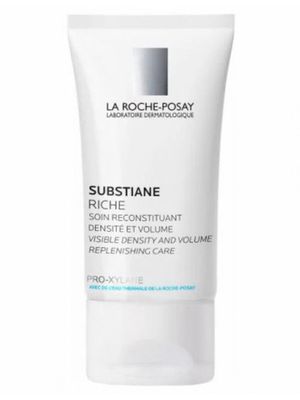 LA ROCHE-POSAY
LABORATOIRE DERMATOLOGIQUE
SUBSTIANE
RICHE
SOIN RECONSTITUANT
DENSITÉ ET VOLUME
VISIBLE DENSITY AND VOLUME
REPLENISHING CARE
PRO-XYLANE
AVEC DE L'EAU THERMALE DE LA ROCHE-POSAY